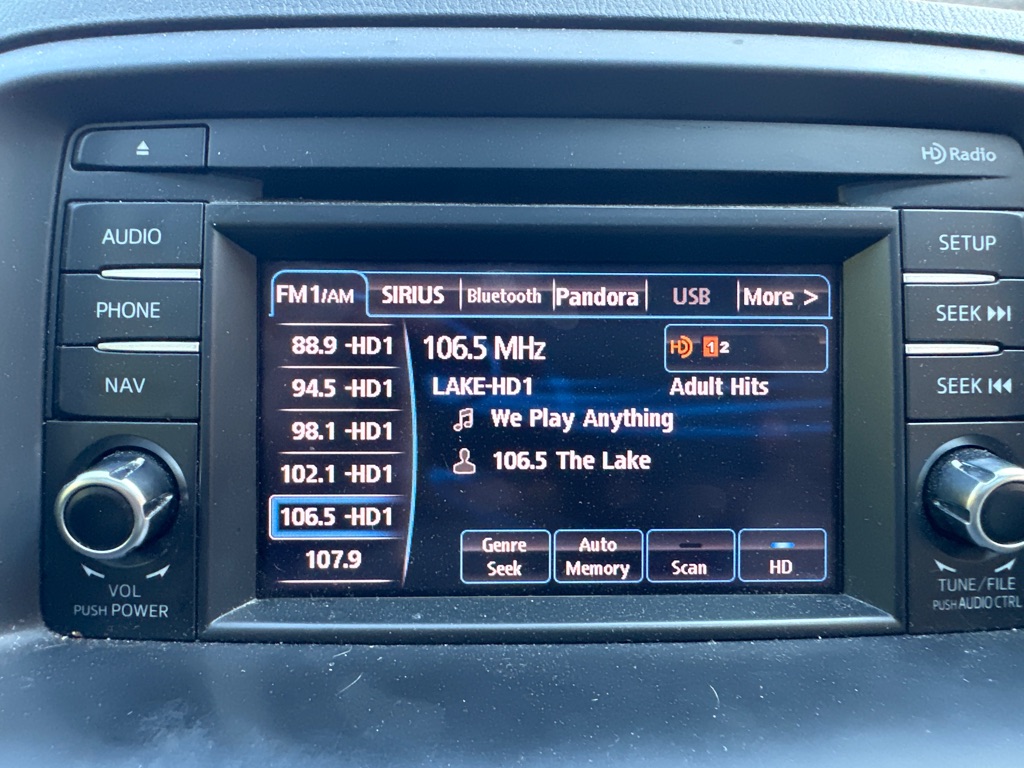 HD Radio
AUDIO
PHONE
NAV
VOL
PUSH POWER
FM1/AM
SIRIUS
Bluetooth
Pandora
USB
More >
88.9 -HD1
94.5 -HD1
98.1 -HD1
102.1 -HD1
106.5 -HD1
107.9
106.5 MHz
HD 1 2
LAKE-HD1
Adult Hits
We Play Anything
106.5 The Lake
Genre
Seek
Auto
Memory
Scan
HD
SETUP
SEEK
SEEK
TUNE/FILE
PUSH AUDIO CTRL